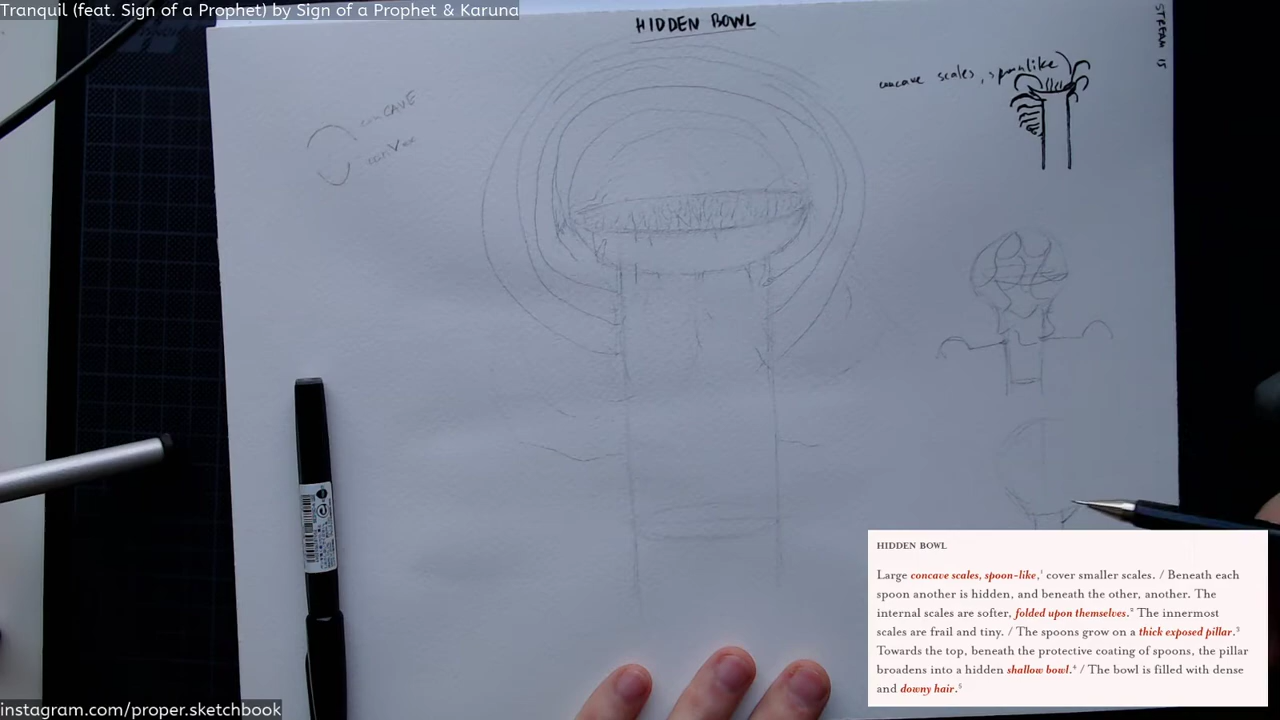 Tranquil (feat. Sign of a Prophet) by Sign of a Prophet & Karuna
HIDDEN BOWL
STREAM 15
concave scales, spoonlike
conCAVE
conVex
HIDDEN BOWL
Large concave scales, spoon-like,¹ cover smaller scales. / Beneath each
spoon another is hidden, and beneath the other, another. The
internal scales are softer, folded upon themselves.² The innermost
scales are frail and tiny. / The spoons grow on a thick exposed pillar.³
Towards the top, beneath the protective coating of spoons, the pillar
broadens into a hidden shallow bowl.⁴ / The bowl is filled with dense
and downy hair.⁵
instagram.com/proper.sketchbook